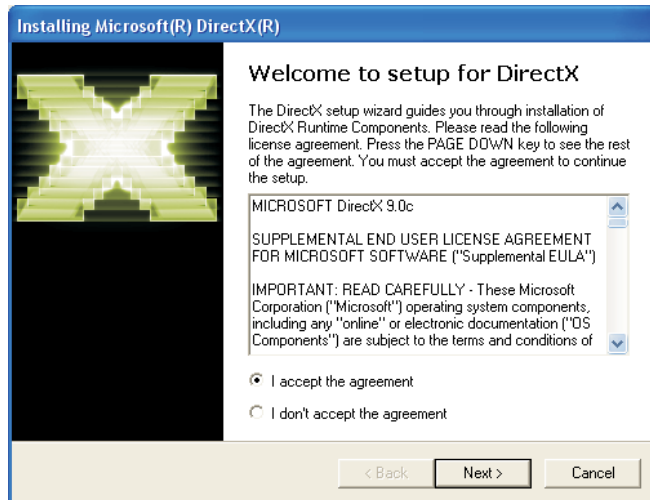 Installing Microsoft(R) DirectX(R)
Welcome to setup for DirectX
The DirectX setup wizard guides you through installation of
DirectX Runtime Components. Please read the following
license agreement. Press the PAGE DOWN key to see the rest
of the agreement. You must accept the agreement to continue
the setup.
MICROSOFT DirectX 9.0c
SUPPLEMENTAL END USER LICENSE AGREEMENT
FOR MICROSOFT SOFTWARE ("Supplemental EULA")
IMPORTANT: READ CAREFULLY - These Microsoft
Corporation ("Microsoft") operating system components,
including any "online" or electronic documentation ("OS
Components") are subject to the terms and conditions of
I accept the agreement
I don't accept the agreement
< Back Next > Cancel